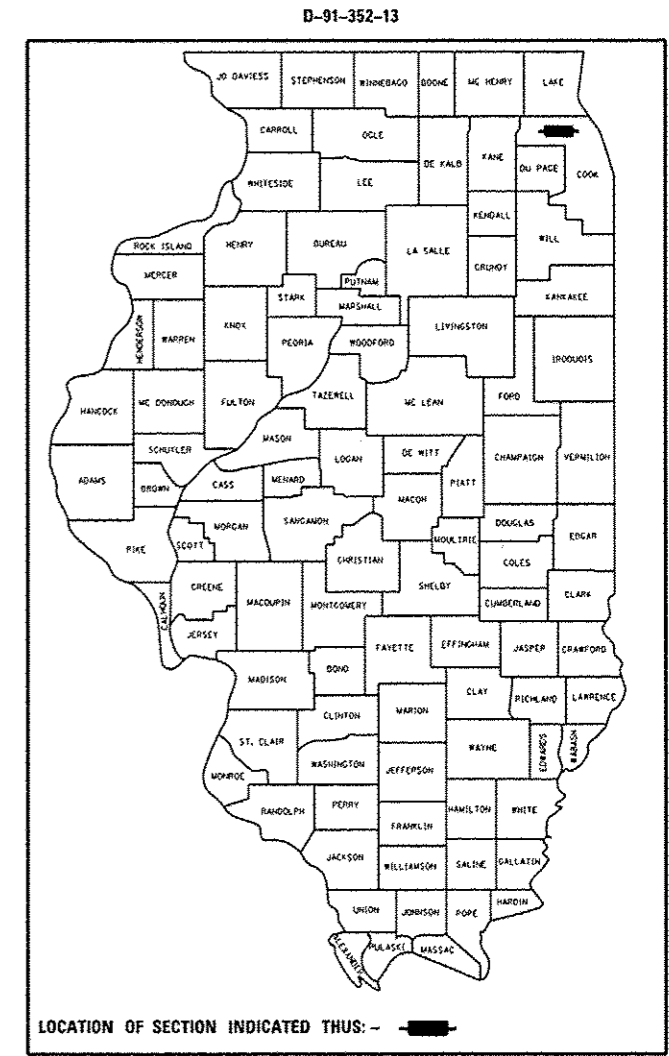 D-91-352-13
JO DAVIESS STEPHENSON WINNEBAGO BOONE MC HENRY LAKE
CARROLL OGLE DE KALB KANE DU PAGE COOK
WHITESIDE LEE
KENDALL WILL
ROCK ISLAND HENRY BUREAU LA SALLE GRUNDY
MERCER PUTNAM
STARK MARSHALL KANKAKEE
HENDERSON WARREN KNOX PEORIA WOODFORD LIVINGSTON IROQUOIS
HANCOCK MC DONOUGH FULTON TAZEWELL MC LEAN FORD
MASON
SCHUYLER LOGAN DE WITT CHAMPAIGN VERMILION
ADAMS BROWN CASS MENARD MACON PIATT
MORGAN SANGAMON DOUGLAS
PIKE SCOTT CHRISTIAN MOULTRIE COLES EDGAR
CALHOUN GREENE MACOUPIN MONTGOMERY SHELBY CUMBERLAND CLARK
JERSEY
FAYETTE EFFINGHAM JASPER CRAWFORD
MADISON BOND
CLAY RICHLAND LAWRENCE
CLINTON MARION
ST. CLAIR WAYNE EDWARDS WABASH
MONROE WASHINGTON JEFFERSON
RANDOLPH PERRY HAMILTON WHITE
FRANKLIN
JACKSON WILLIAMSON SALINE GALLATIN
UNION JOHNSON POPE HARDIN
ALEXANDER PULASKI MASSAC
LOCATION OF SECTION INDICATED THUS: -